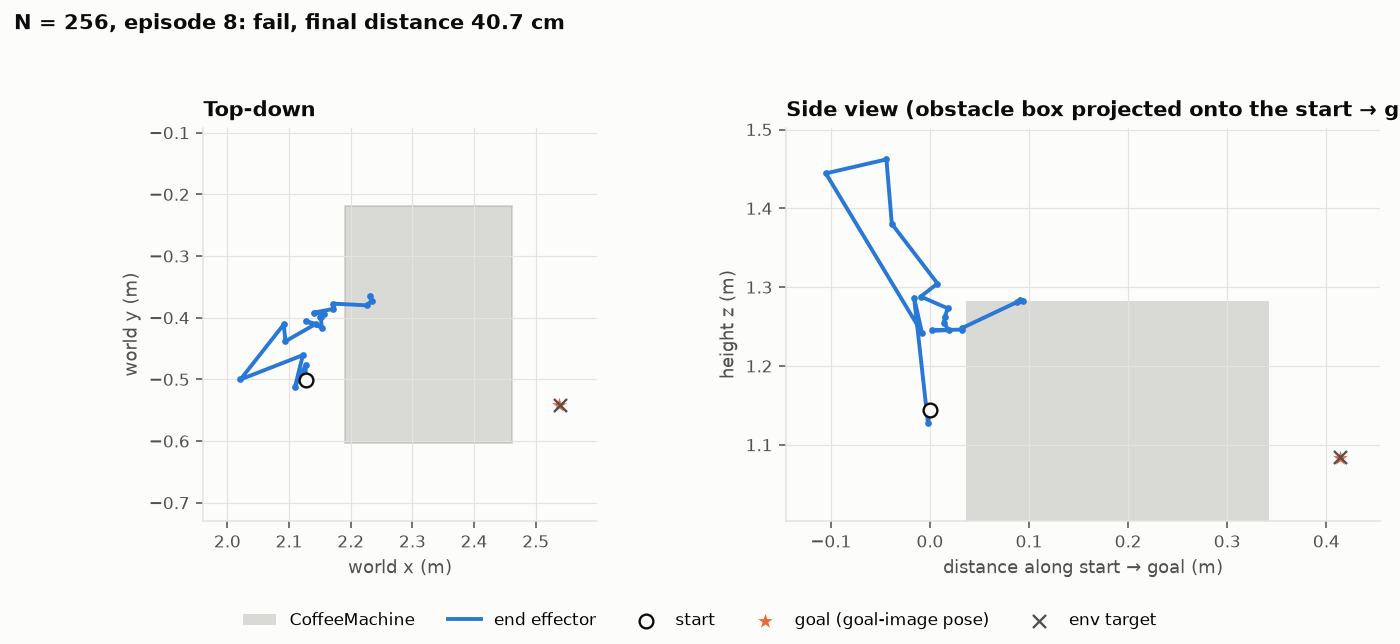 N = 256, episode 8: fail, final distance 40.7 cm
Top-down
−0.1
−0.2
−0.3
−0.4
−0.5
−0.6
−0.7
world y (m)
2.0 2.1 2.2 2.3 2.4 2.5
world x (m)
Side view (obstacle box projected onto the start → g
1.5
1.4
1.3
1.2
1.1
height z (m)
−0.1 0.0 0.1 0.2 0.3 0.4
distance along start → goal (m)
CoffeeMachine end effector start goal (goal-image pose) env target